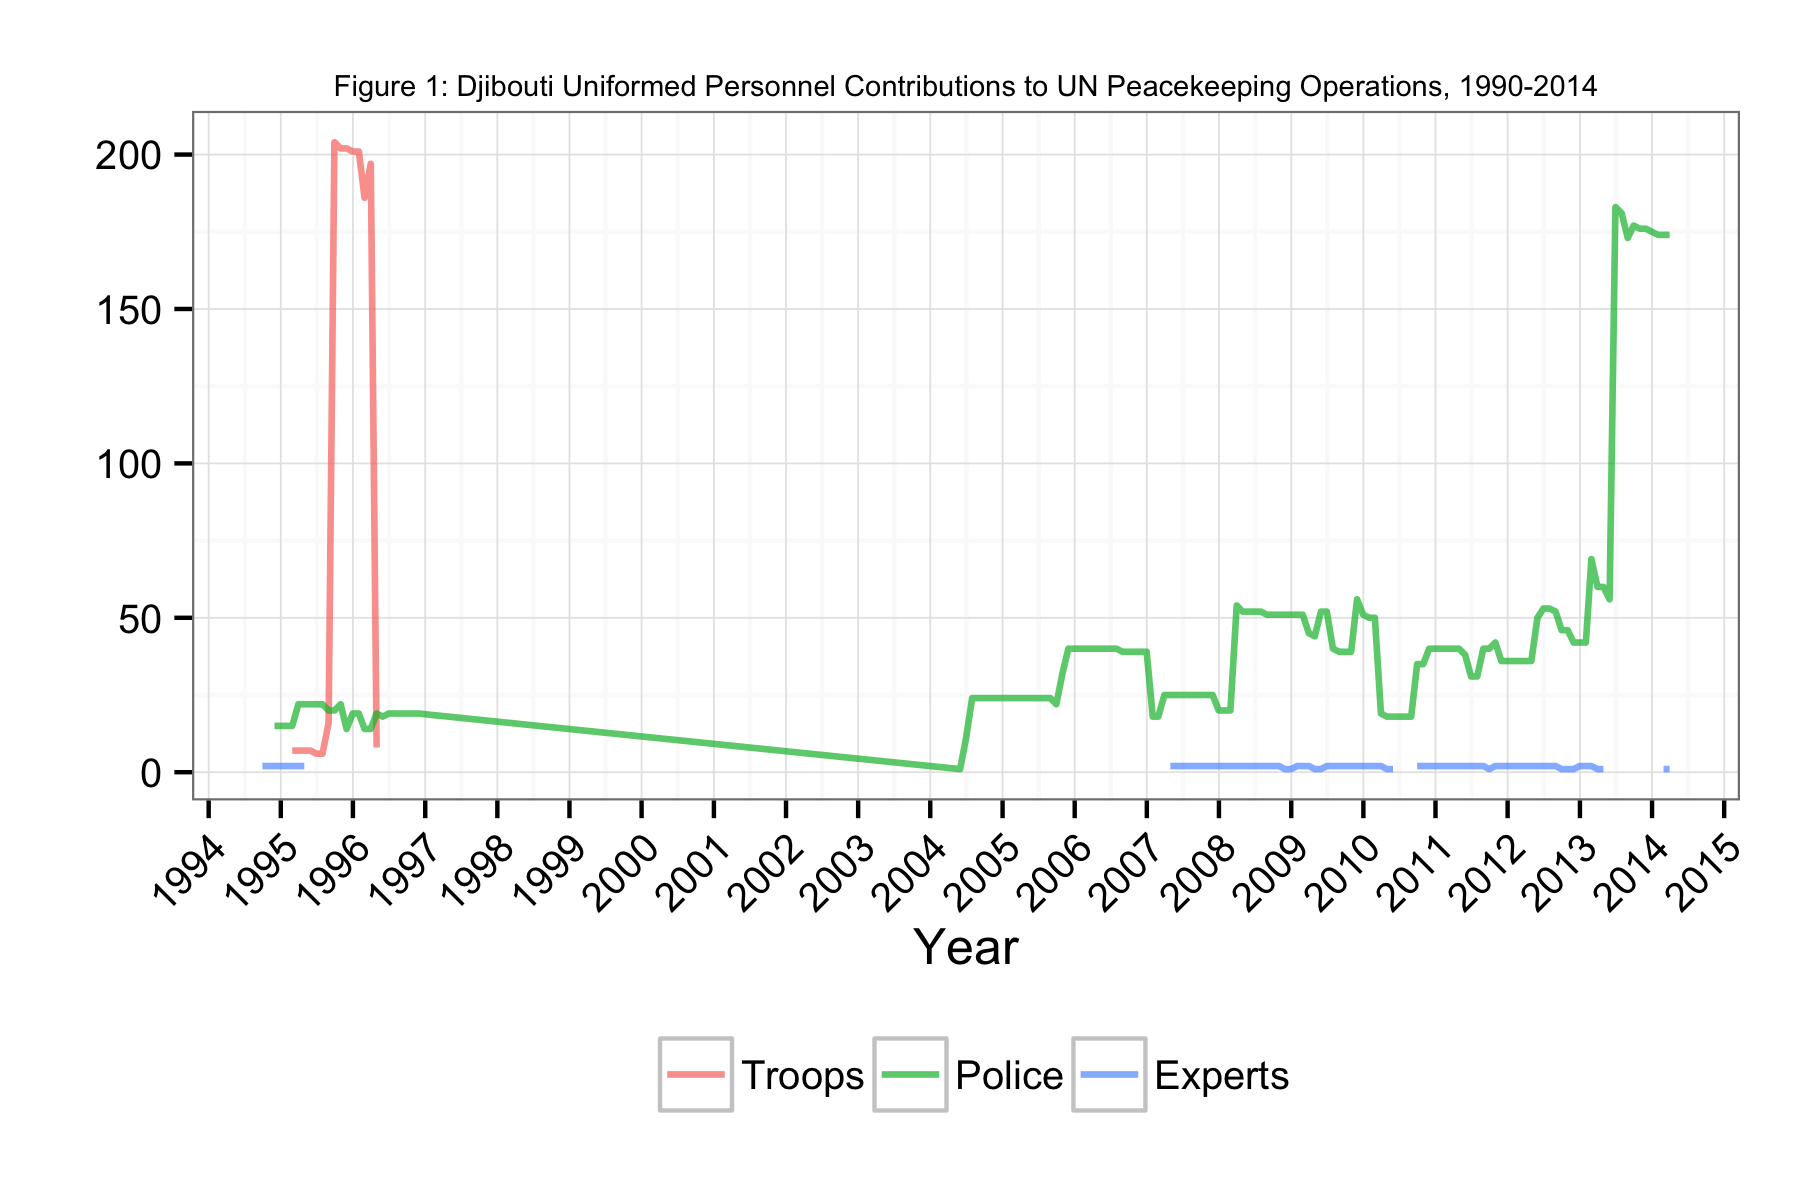 Figure 1: Djibouti Uniformed Personnel Contributions to UN Peacekeeping Operations, 1990-2014
200
150
100
50
0
1994 1995 1996 1997 1998 1999 2000 2001 2002 2003 2004 2005 2006 2007 2008 2009 2010 2011 2012 2013 2014 2015
Year
Troops Police Experts